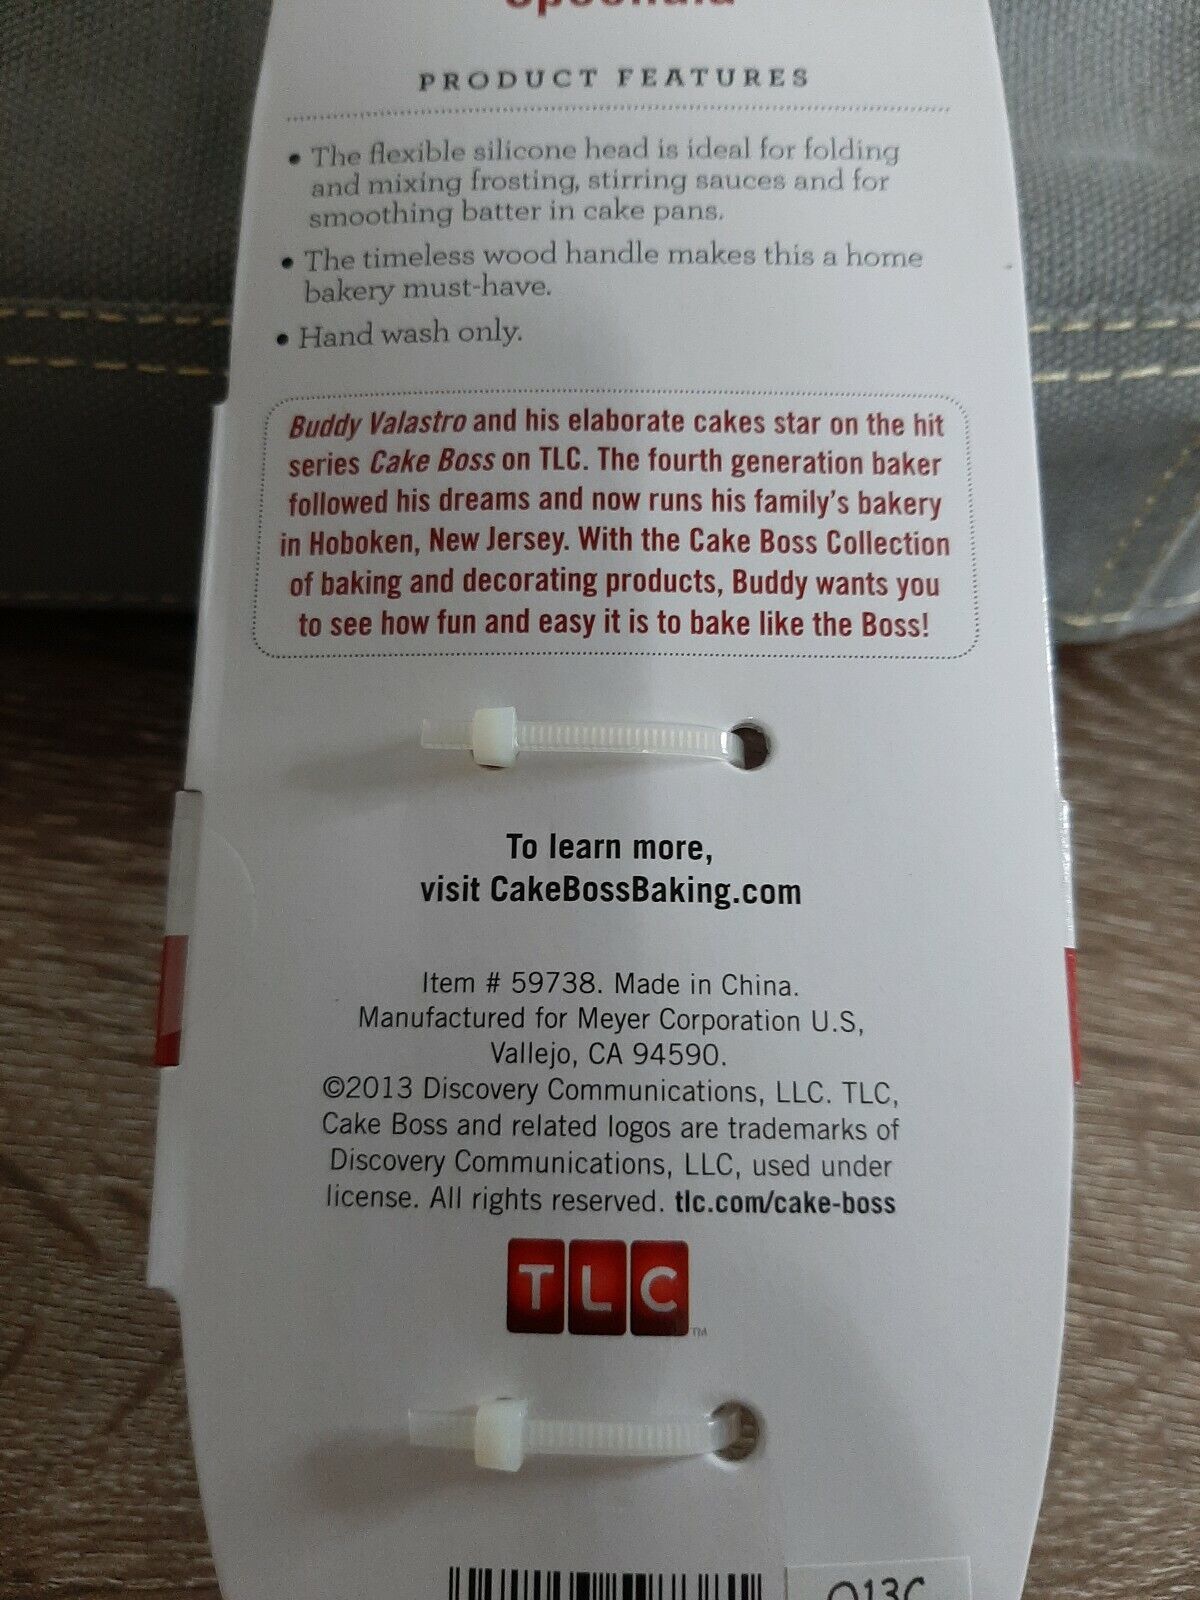 PRODUCT FEATURES
• The flexible silicone head is ideal for folding
and mixing frosting, stirring sauces and for
smoothing batter in cake pans.
• The timeless wood handle makes this a home
bakery must-have.
• Hand wash only.
Buddy Valastro and his elaborate cakes star on the hit
series Cake Boss on TLC. The fourth generation baker
followed his dreams and now runs his family's bakery
in Hoboken, New Jersey. With the Cake Boss Collection
of baking and decorating products, Buddy wants you
to see how fun and easy it is to bake like the Boss!
To learn more,
visit CakeBossBaking.com
Item # 59738. Made in China.
Manufactured for Meyer Corporation U.S,
Vallejo, CA 94590.
©2013 Discovery Communications, LLC. TLC,
Cake Boss and related logos are trademarks of
Discovery Communications, LLC, used under
license. All rights reserved. tlc.com/cake-boss
TLC™